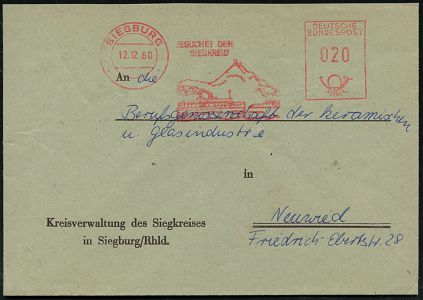 SIEGBURG
12.12.60
BESUCHET DEN
SIEGKREIS
DEUTSCHE
BUNDESPOST
020
An die
Berufsgenossenschaft der keramischen
u. Glasindustrie
in
Neuwied
Friedrich-Ebertstr. 28
Kreisverwaltung des Siegkreises
in Siegburg/Rhld.